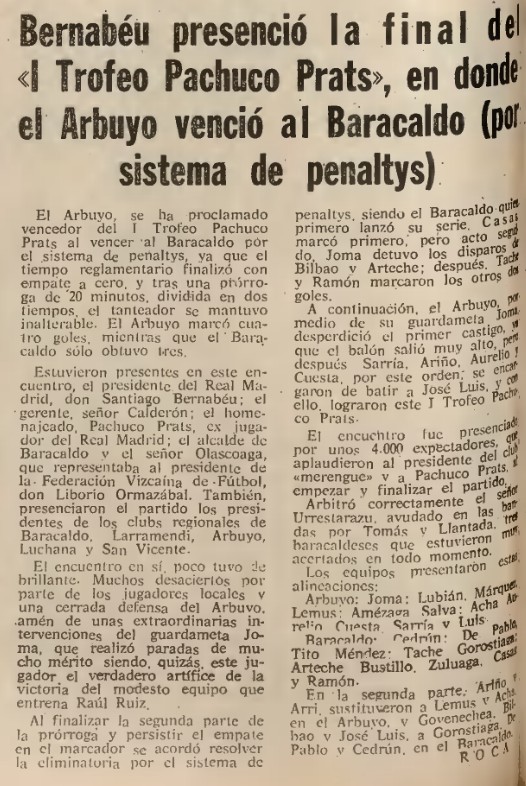 Bernabéu presenció la final del
«I Trofeo Pachuco Prats», en donde
el Arbuyo venció al Baracaldo (por
sistema de penaltys)
El Arbuyo, se ha proclamado
vencedor del I Trofeo Pachuco
Prats al vencer al Baracaldo por
el sistema de penaltys, ya que el
tiempo reglamentario finalizó con
empate a cero, y tras una prórro-
ga de 20 minutos, dividida en dos
tiempos, el tanteador se mantuvo
inalterable. El Arbuyo marcó cua-
tro goles, mientras que el Bara-
caldo sólo obtuvo tres.
Estuvieron presentes en este en-
cuentro, el presidente del Real Ma-
drid, don Santiago Bernabéu; el
gerente, señor Calderón; el home-
najeado, Pachuco Prats, ex juga-
dor del Real Madrid; el alcalde de
Baracaldo y el señor Olascoaga,
que representaba al presidente de
la Federación Vizcaína de Fútbol,
don Liborio Ormazábal. También,
presenciaron el partido los presi-
dentes de los clubs regionales de
Baracaldo, Larramendi, Arbuyo,
Luchana y San Vicente.
El encuentro en sí, poco tuvo de
brillante. Muchos desaciertos por
parte de los jugadores locales y
una cerrada defensa del Arbuyo,
amén de unas extraordinarias in-
tervenciones del guardameta Jo-
ma, que realizó paradas de mu-
cho mérito siendo, quizás, este ju-
gador el verdadero artífice de la
victoria del modesto equipo que
entrena Raúl Ruiz.
Al finalizar la segunda parte de
la prórroga y persistir el empate
en el marcador se acordó resolver
la eliminatoria por el sistema de
penaltys, siendo el Baracaldo quien
primero lanzó su serie. Casas
marcó primero, pero acto segui-
do, Joma detuvo los disparos de
Bilbao y Arteche; después, Tache
y Ramón marcaron los otros dos
goles.
A continuación, el Arbuyo, por
medio de su guardameta Joma,
desperdició el primer castigo, ya
que el balón salió muy alto, pero
después Sarría, Ariño, Aurelio y
Cuesta, por este orden, se encar-
garon de batir a José Luis, y con
ello, lograron este I Trofeo Pachu-
co Prats.
El encuentro fue presenciado
por unos 4.000 expectadores, que
aplaudieron al presidente del club
«merengue» y a Pachuco Prats, al
empezar y finalizar el partido.
Arbitró correctamente el señor
Urrestarazu, ayudado en las ban-
das por Tomás y Llantada, tres
baracaldeses que estuvieron muy
acertados en todo momento.
Los equipos presentaron estas
alineaciones:
Arbuyo: Joma; Lubián, Márquez,
Lemus; Amézaga Salva; Acha Au-
relio Cuesta, Sarría y Luis.
Baracaldo: Cedrún; De Pablo,
Tito Méndez; Tache Gorostiaga;
Arteche Bustillo, Zuluaga, Casas
y Ramón.
En la segunda parte, Ariño y
Arri, sustituveron a Lemus y Acha,
en el Arbuyo, y Govenechea, Bil-
bao y José Luis, a Gorostiaga, De
Pablo y Cedrún, en el Baracaldo.
ROCA